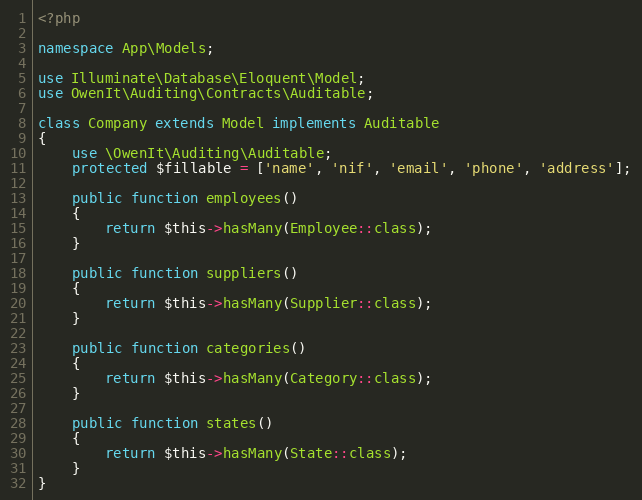 1 <?php
2
3 namespace App\Models;
4
5 use Illuminate\Database\Eloquent\Model;
6 use OwenIt\Auditing\Contracts\Auditable;
7
8 class Company extends Model implements Auditable
9 {
10     use \OwenIt\Auditing\Auditable;
11     protected $fillable = ['name', 'nif', 'email', 'phone', 'address'];
12
13     public function employees()
14     {
15         return $this->hasMany(Employee::class);
16     }
17
18     public function suppliers()
19     {
20         return $this->hasMany(Supplier::class);
21     }
22
23     public function categories()
24     {
25         return $this->hasMany(Category::class);
26     }
27
28     public function states()
29     {
30         return $this->hasMany(State::class);
31     }
32 }